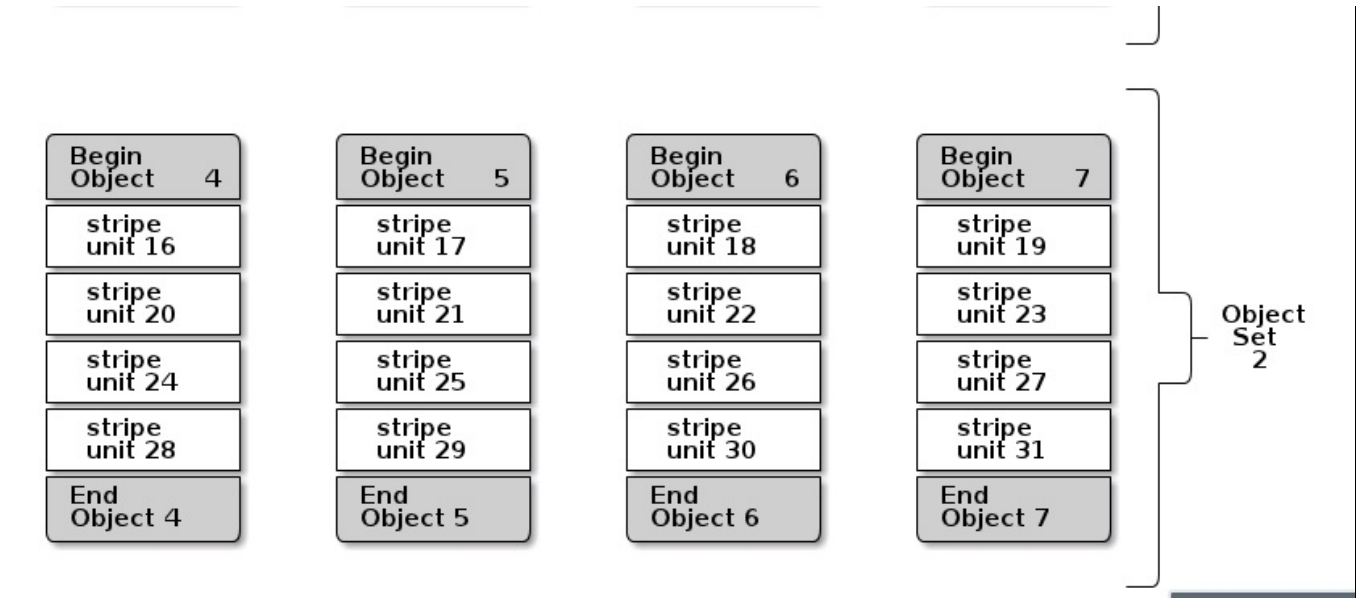 Begin
Object 4
stripe
unit 16
stripe
unit 20
stripe
unit 24
stripe
unit 28
End
Object 4
Begin
Object 5
stripe
unit 17
stripe
unit 21
stripe
unit 25
stripe
unit 29
End
Object 5
Begin
Object 6
stripe
unit 18
stripe
unit 22
stripe
unit 26
stripe
unit 30
End
Object 6
Begin
Object 7
stripe
unit 19
stripe
unit 23
stripe
unit 27
stripe
unit 31
End
Object 7
Object
Set
2